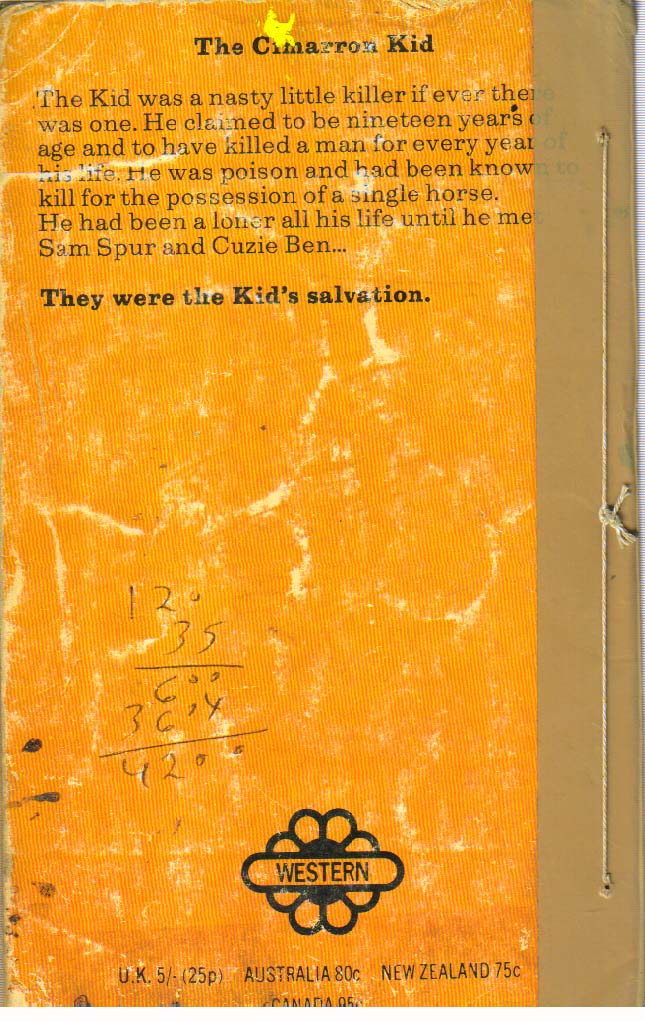 The Cimarron Kid
The Kid was a nasty little killer if ever there
was one. He claimed to be nineteen years of
age and to have killed a man for every year of
his life. He was poison and had been known to
kill for the possession of a single horse.
He had been a loner all his life until he met
Sam Spur and Cuzie Ben...
They were the Kid's salvation.
120
35
600
360
4200
WESTERN
U.K. 5/- (25p) AUSTRALIA 80c NEW ZEALAND 75c
CANADA 95c